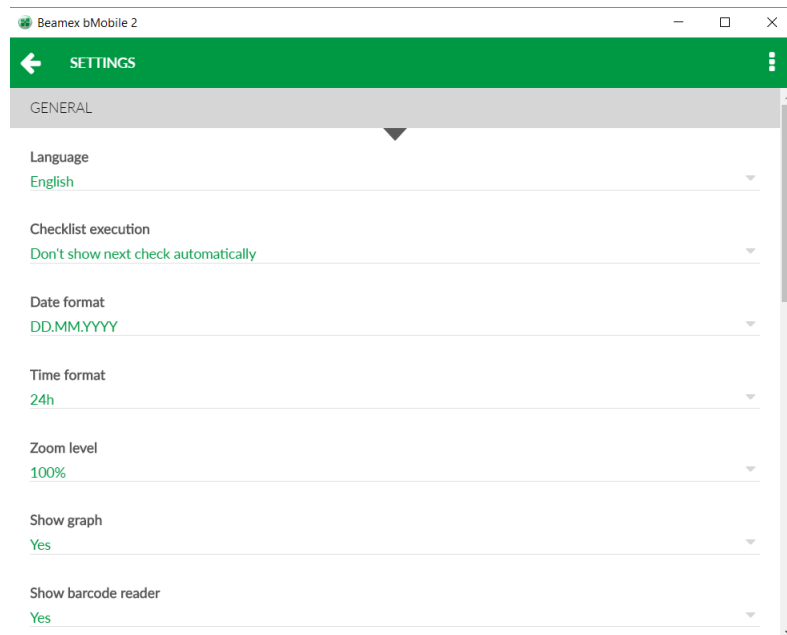 Beamex bMobile 2
SETTINGS
GENERAL
Language
English
Checklist execution
Don't show next check automatically
Date format
DD.MM.YYYY
Time format
24h
Zoom level
100%
Show graph
Yes
Show barcode reader
Yes